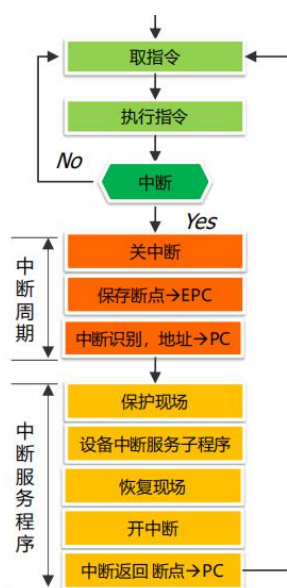 取指令
执行指令
No
中断
Yes
中断周期
关中断
保存断点→EPC
中断识别，地址→PC
中断服务程序
保护现场
设备中断服务子程序
恢复现场
开中断
中断返回 断点→PC